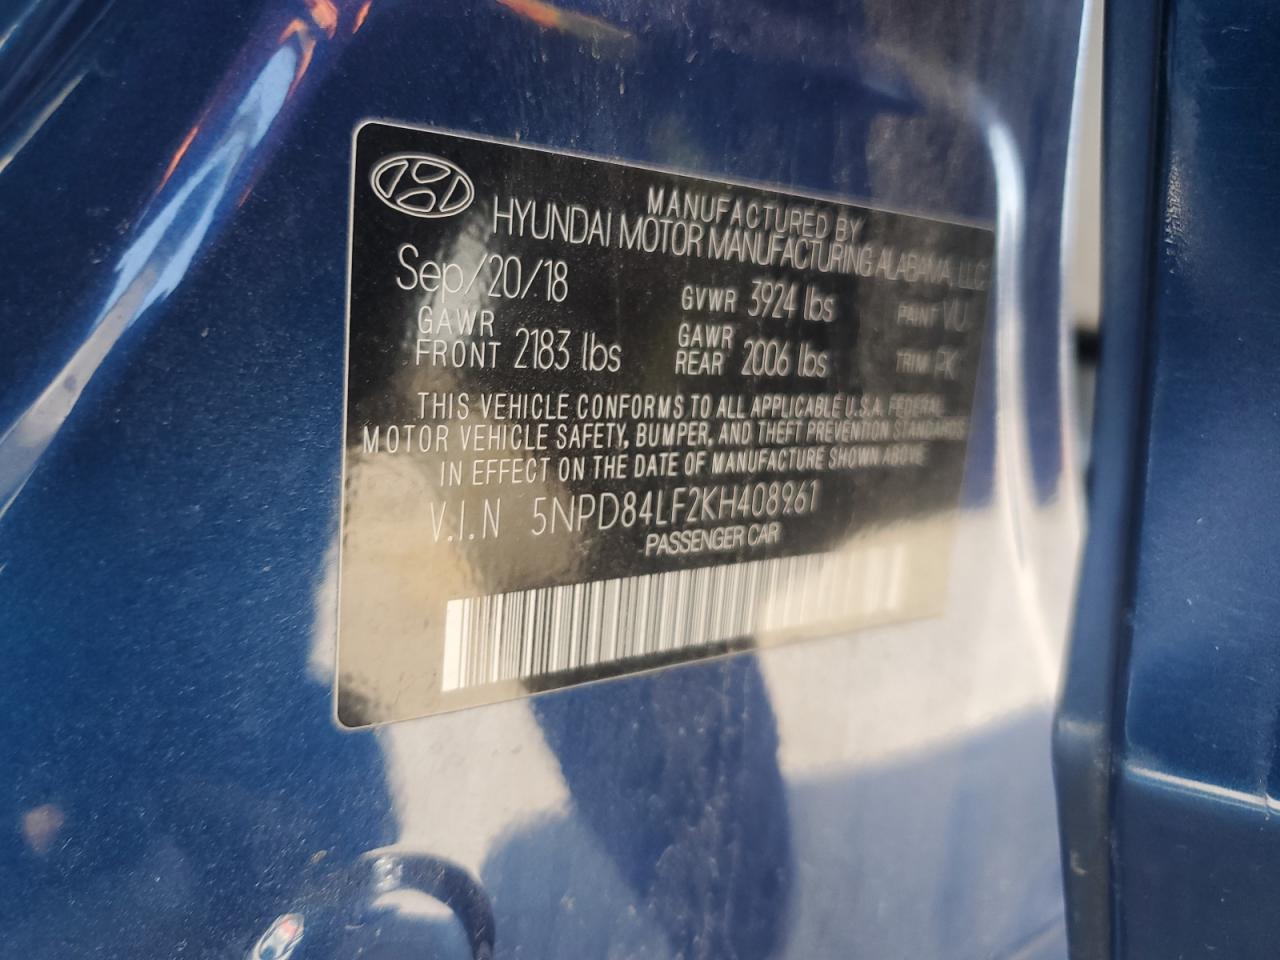 MANUFACTURED BY
HYUNDAI MOTOR MANUFACTURING ALABAMA, LLC
Sep/20/18 GVWR 3924 lbs PAINT VU
GAWR FRONT 2183 lbs GAWR REAR 2006 lbs TRIM PK
THIS VEHICLE CONFORMS TO ALL APPLICABLE U.S.A. FEDERAL
MOTOR VEHICLE SAFETY, BUMPER, AND THEFT PREVENTION STANDARDS
IN EFFECT ON THE DATE OF MANUFACTURE SHOWN ABOVE
V.I.N 5NPD84LF2KH408961
PASSENGER CAR